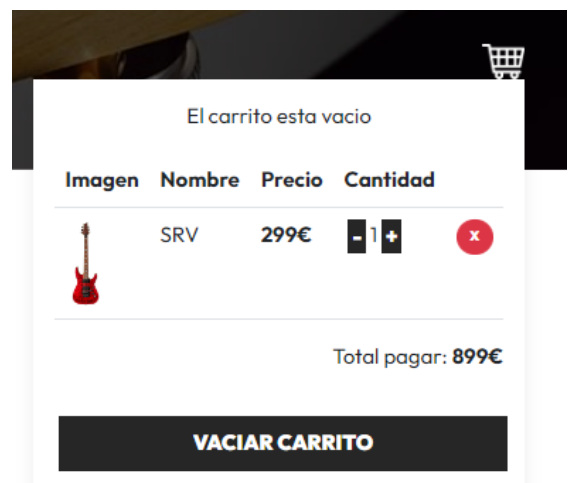 El carrito esta vacio
Imagen Nombre Precio Cantidad
SRV 299€ - 1 + x
Total pagar: 899€
VACIAR CARRITO